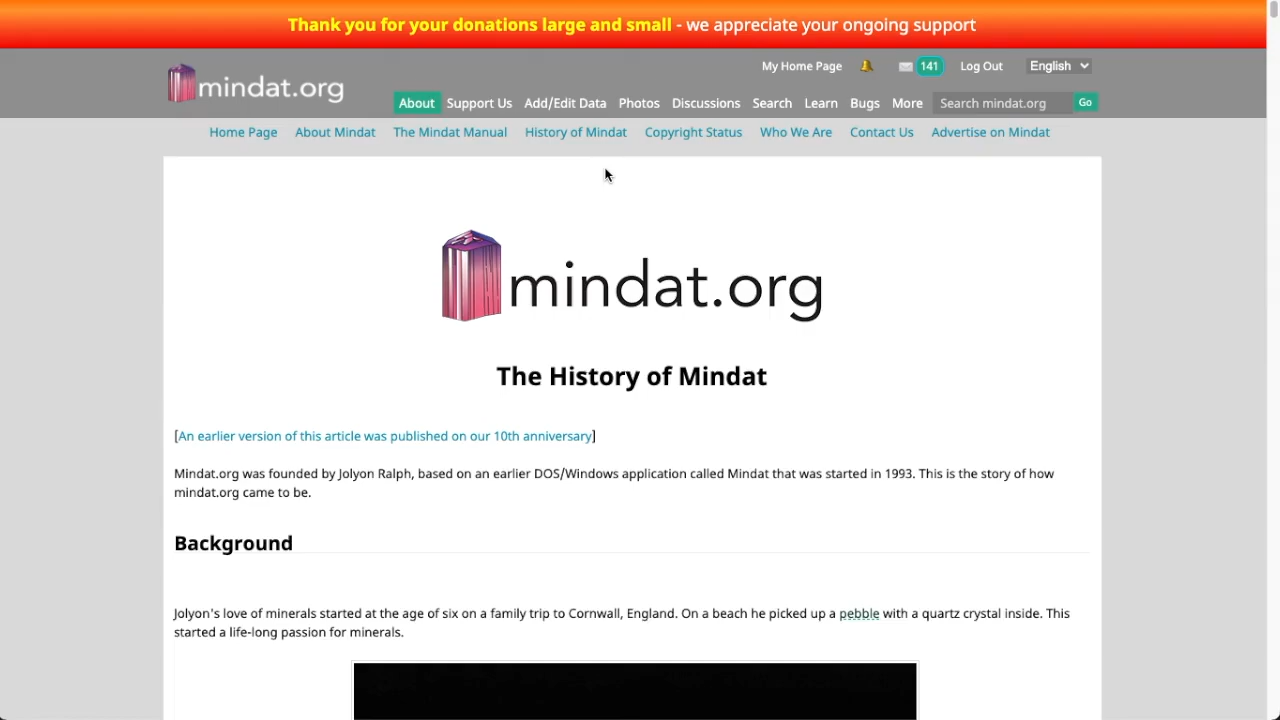 Thank you for your donations large and small - we appreciate your ongoing support
My Home Page 141 Log Out English
mindat.org
About Support Us Add/Edit Data Photos Discussions Search Learn Bugs More Search mindat.org Go
Home Page About Mindat The Mindat Manual History of Mindat Copyright Status Who We Are Contact Us Advertise on Mindat
mindat.org
The History of Mindat
[An earlier version of this article was published on our 10th anniversary]
Mindat.org was founded by Jolyon Ralph, based on an earlier DOS/Windows application called Mindat that was started in 1993. This is the story of how
mindat.org came to be.
Background
Jolyon's love of minerals started at the age of six on a family trip to Cornwall, England. On a beach he picked up a pebble with a quartz crystal inside. This
started a life-long passion for minerals.